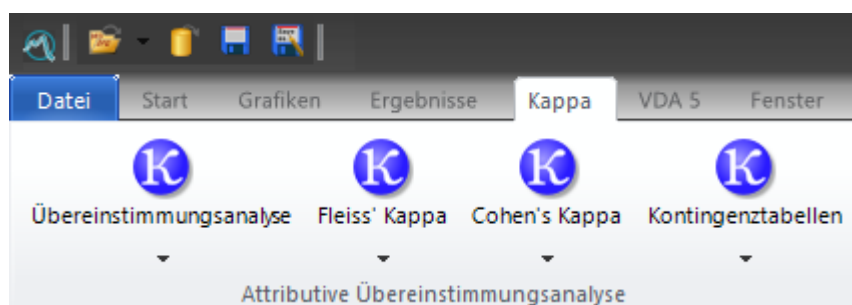 Datei Start Grafiken Ergebnisse Kappa VDA 5 Fenster
K K K K
Übereinstimmungsanalyse Fleiss' Kappa Cohen's Kappa Kontingenztabellen
Attributive Übereinstimmungsanalyse